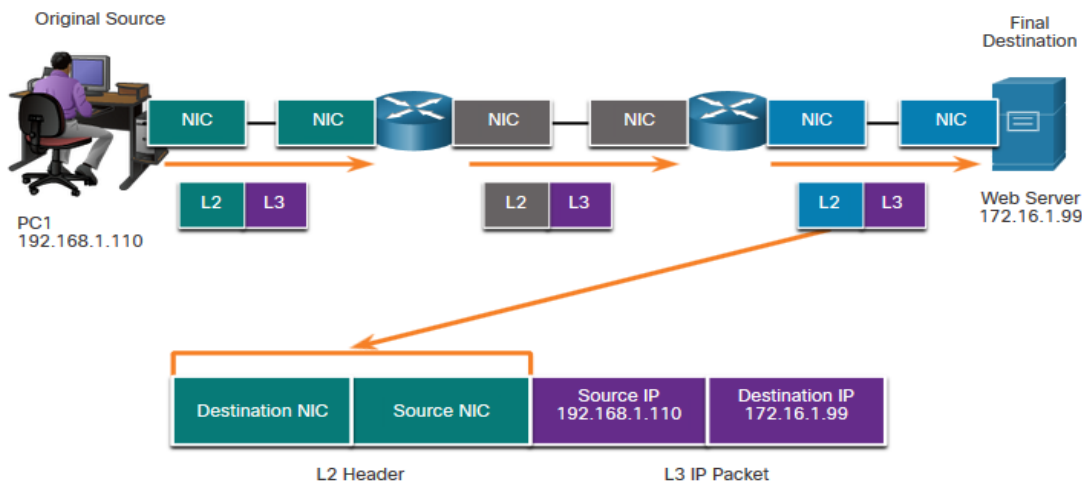 Original Source
Final
Destination
NIC
NIC
NIC
NIC
NIC
NIC
L2
L3
L2
L3
L2
L3
PC1
192.168.1.110
Web Server
172.16.1.99
Destination NIC
Source NIC
Source IP
192.168.1.110
Destination IP
172.16.1.99
L2 Header
L3 IP Packet